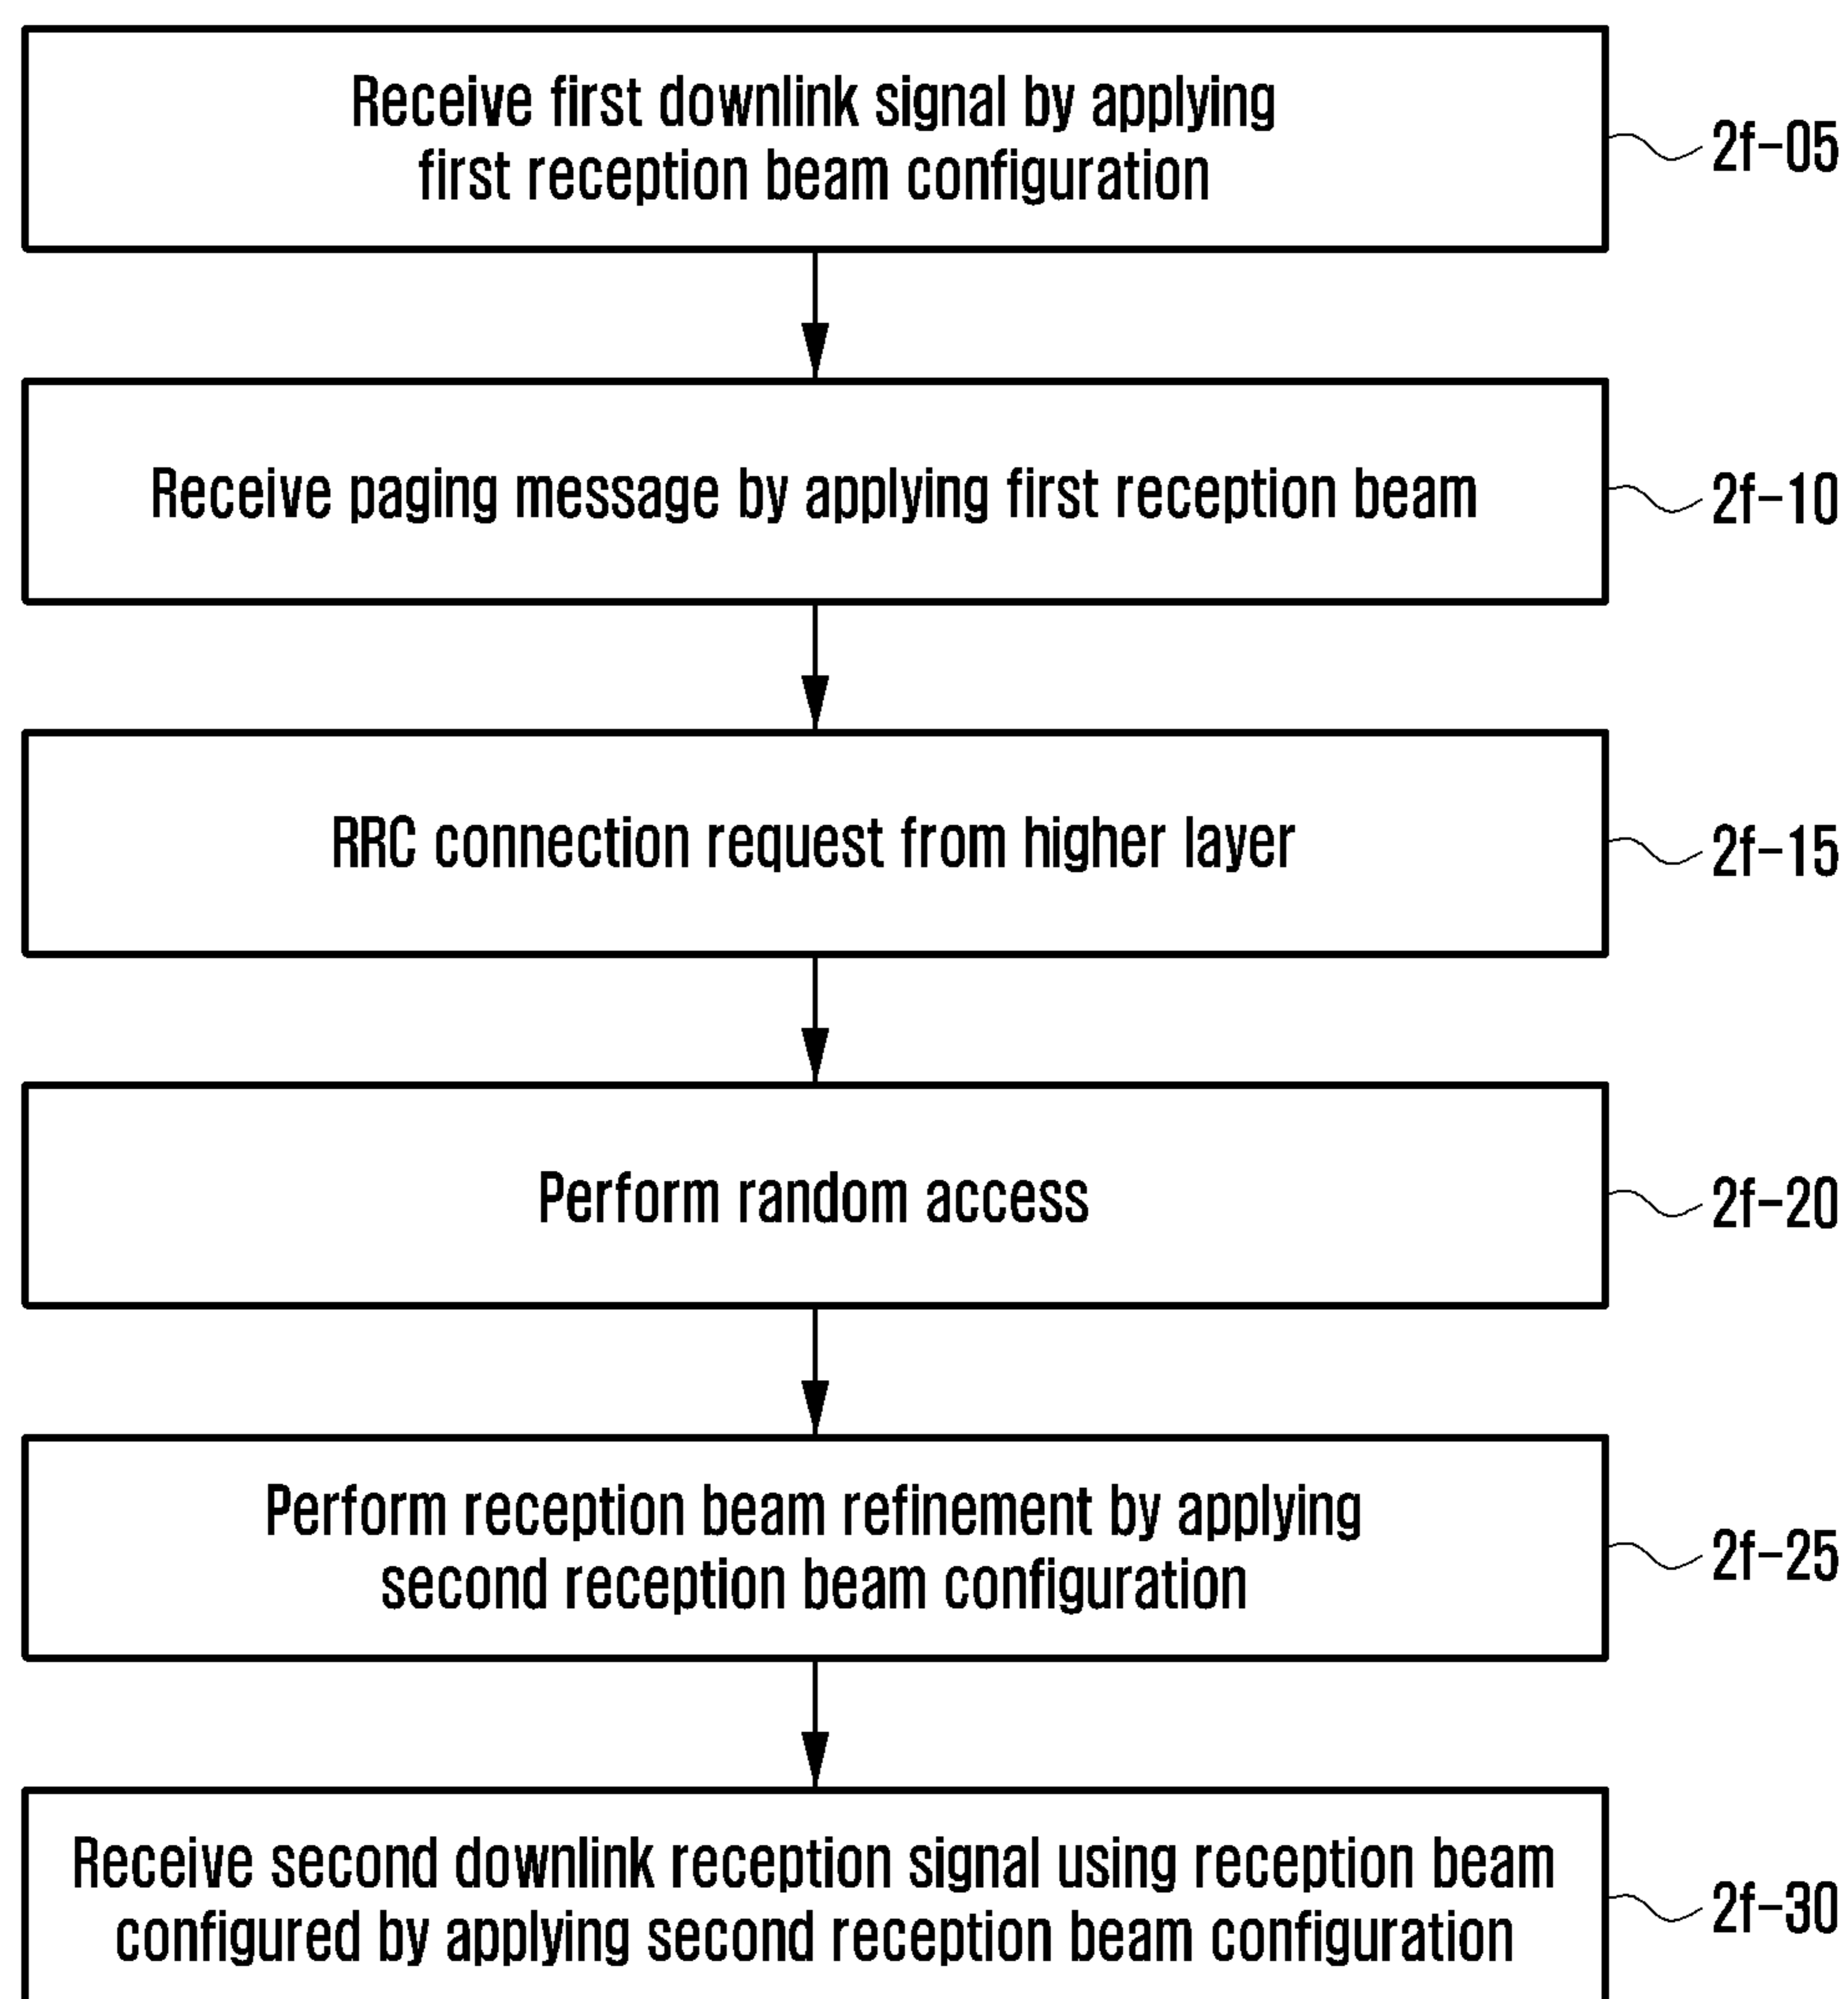 Receive first downlink signal by applying
first reception beam configuration
2f-05
Receive paging message by applying first reception beam
2f-10
RRC connection request from higher layer
2f-15
Perform random access
2f-20
Perform reception beam refinement by applying
second reception beam configuration
2f-25
Receive second downlink reception signal using reception beam
configured by applying second reception beam configuration
2f-30